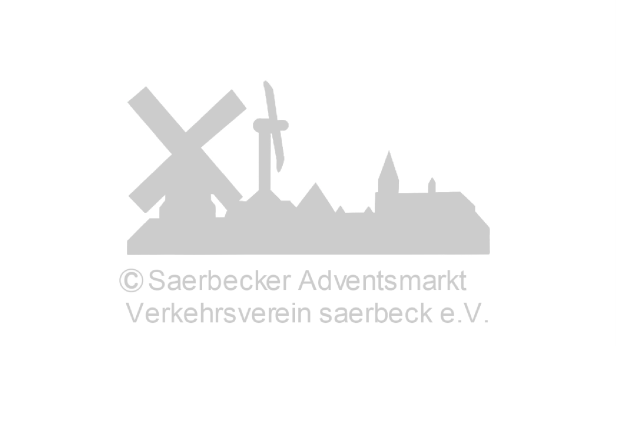 © Saerbecker Adventsmarkt
Verkehrsverein saerbeck e.V.